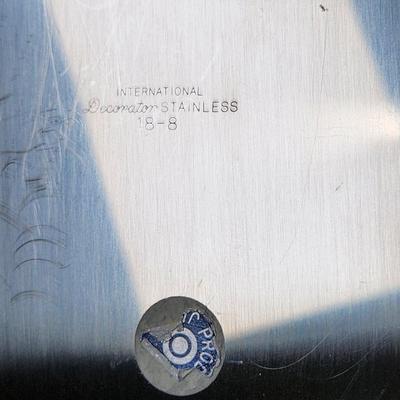 INTERNATIONAL
Decorator STAINLESS
18-8